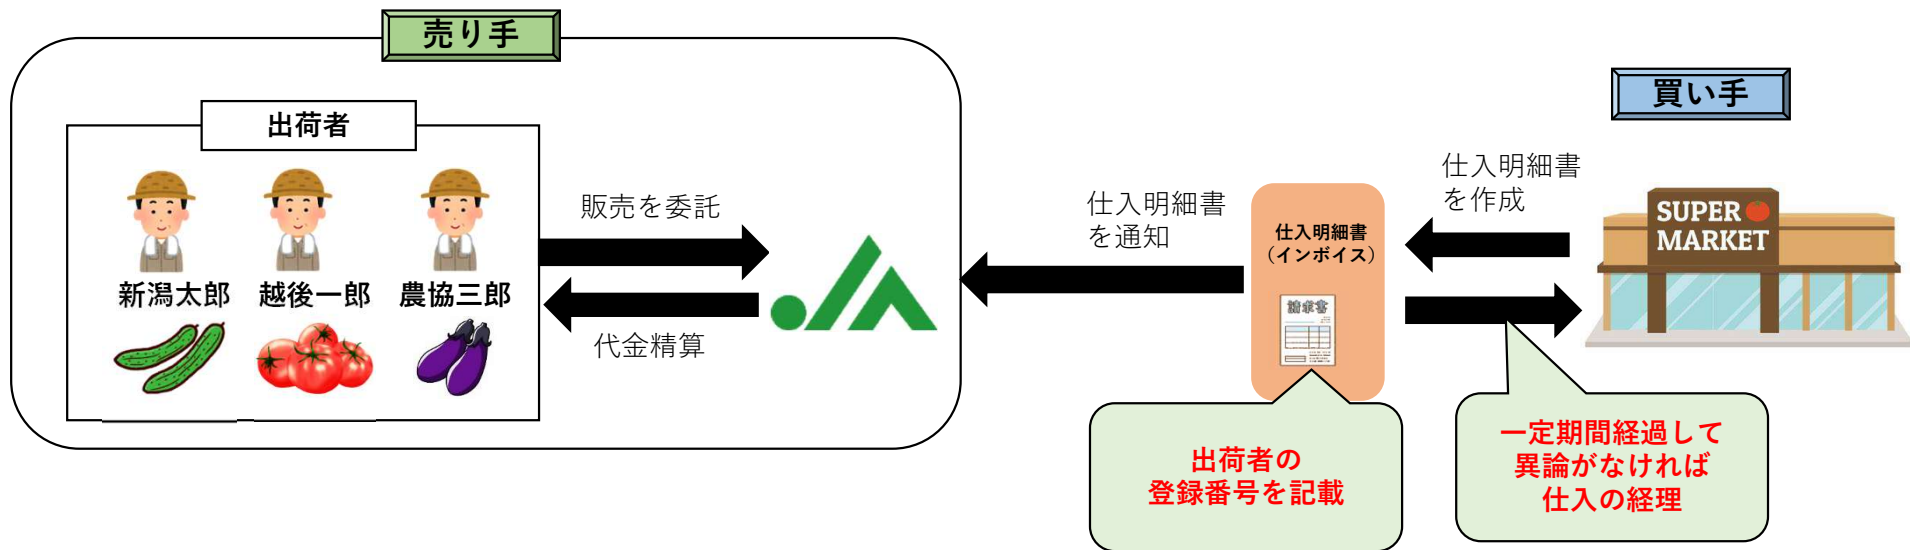 売り手
出荷者
新潟太郎
越後一郎
農協三郎
販売を委託
代金精算
JA
仕入明細書
を通知
仕入明細書
（インボイス）
請求書
出荷者の
登録番号を記載
仕入明細書
を作成
買い手
SUPER
MARKET
一定期間経過して
異論がなければ
仕入の経理